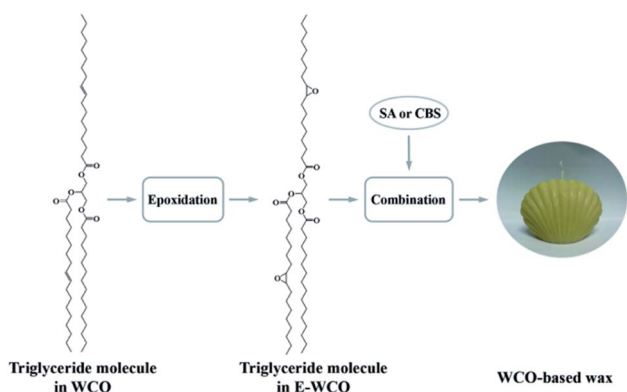 O
SA or CBS
O
O
O
O
O
O
O
O
O
Epoxidation
O
O
Combination
O
O
O
Triglyceride molecule
in WCO
Triglyceride molecule
in E-WCO
WCO-based wax